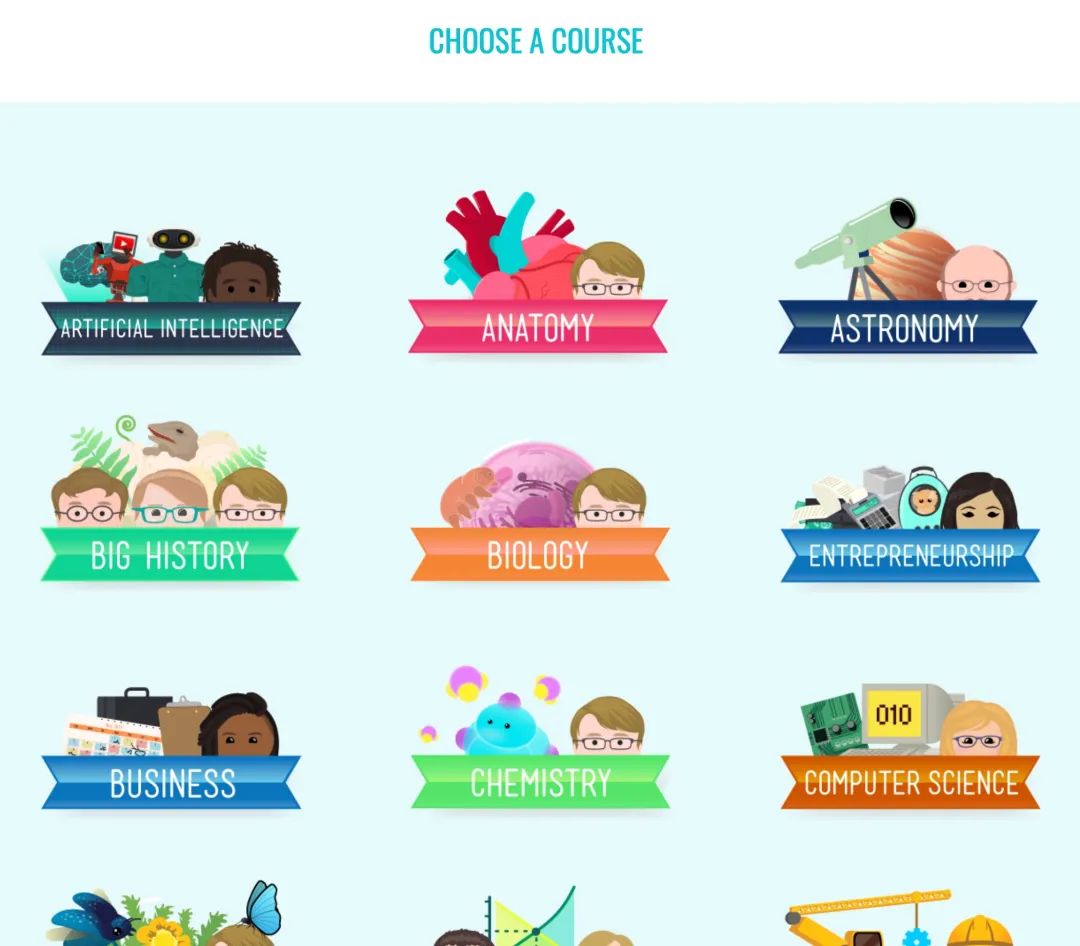 CHOOSE A COURSE
ARTIFICIAL INTELLIGENCE
ANATOMY
ASTRONOMY
BIG HISTORY
BIOLOGY
ENTREPRENEURSHIP
BUSINESS
CHEMISTRY
010
COMPUTER SCIENCE